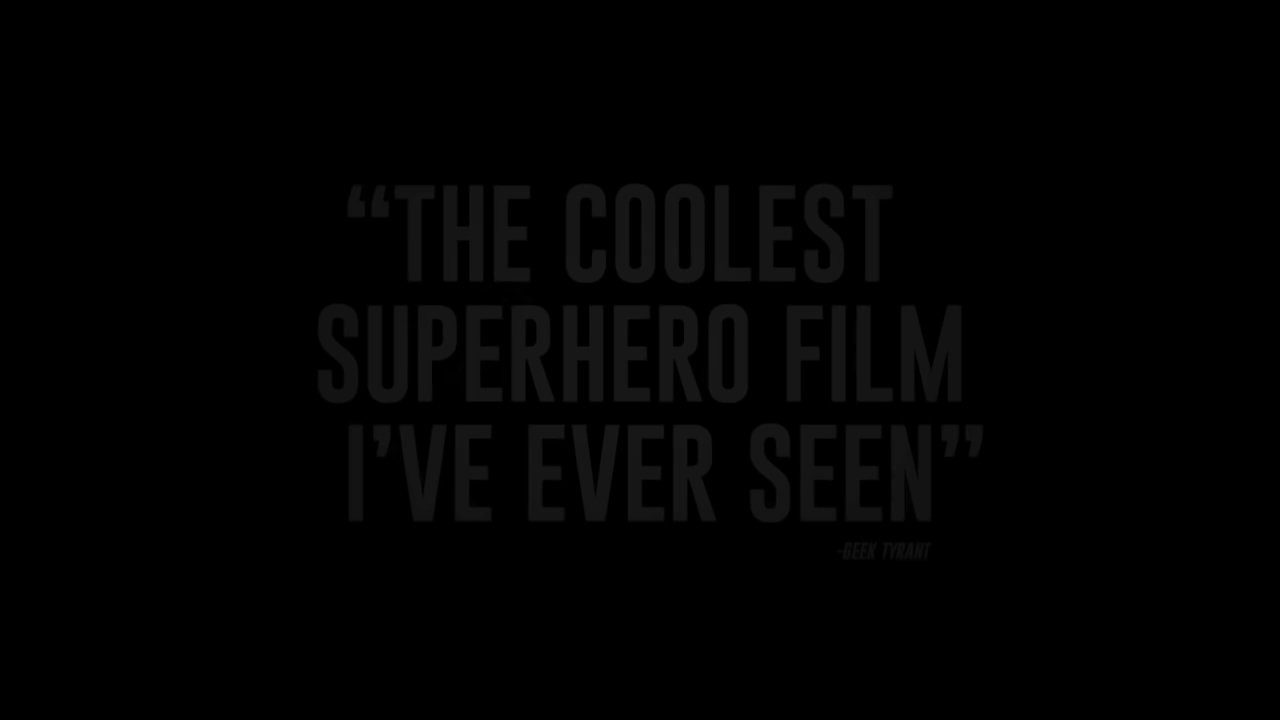 “THE COOLEST
SUPERHERO FILM
I’VE EVER SEEN”
-GEEK TYRANT